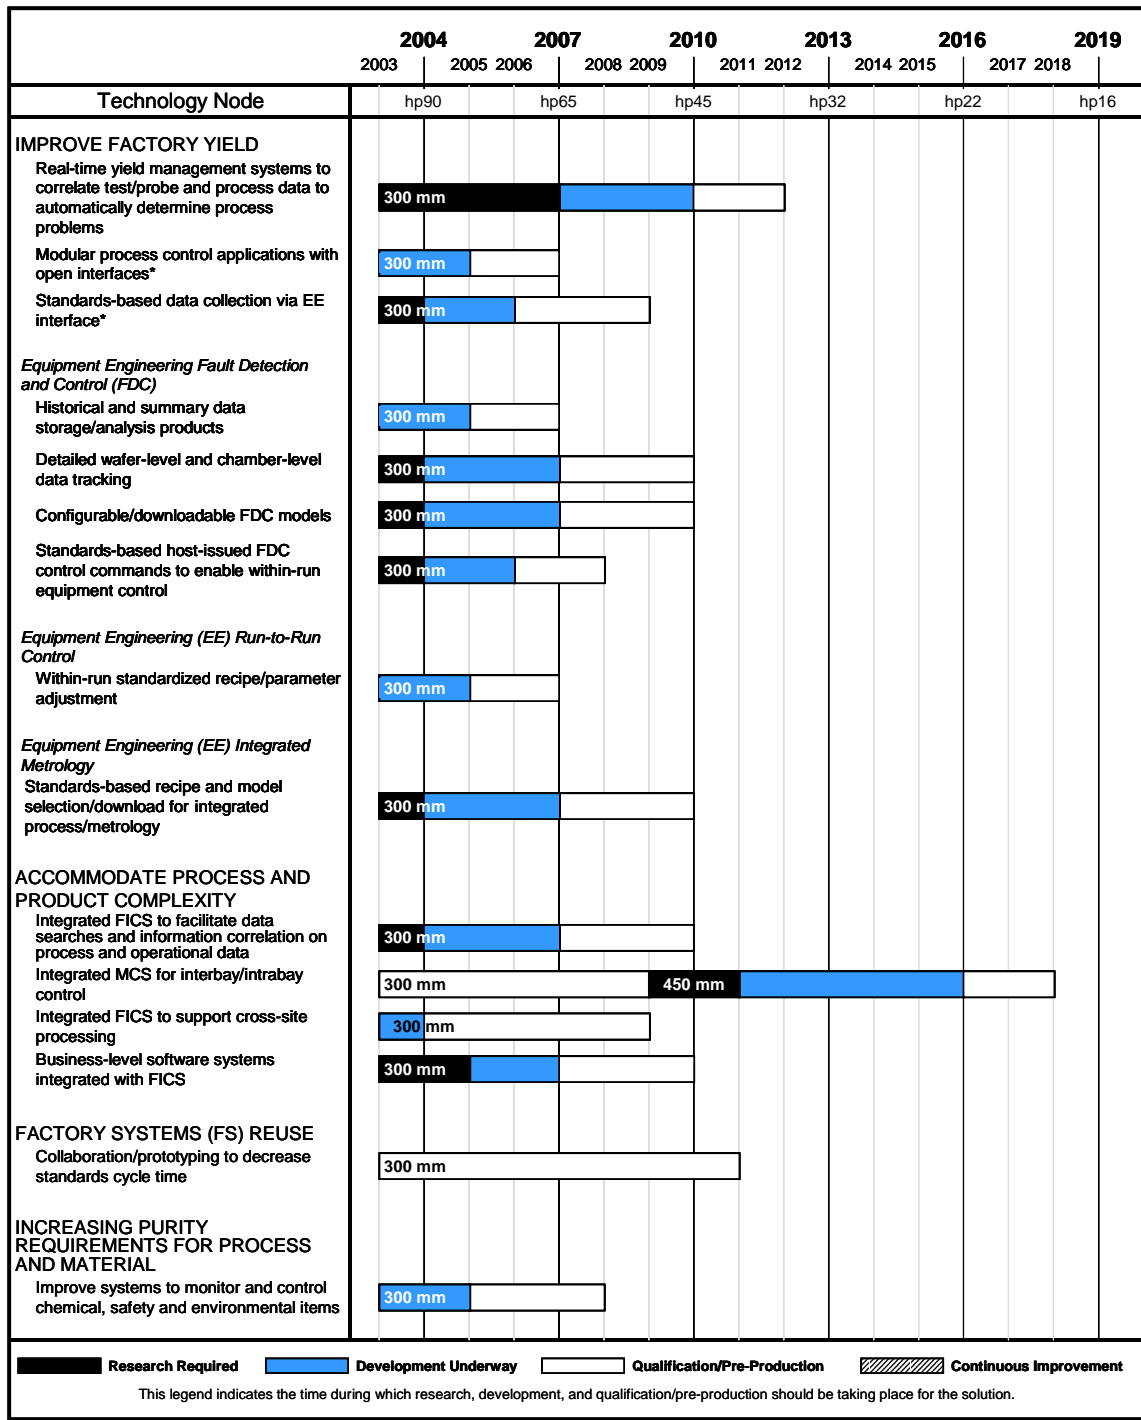 2004 2007 2010 2013 2016 2019
2003 2005 2006 2008 2009 2011 2012 2014 2015 2017 2018
Technology Node hp90 hp65 hp45 hp32 hp22 hp16
IMPROVE FACTORY YIELD
Real-time yield management systems to
correlate test/probe and process data to
automatically determine process
problems
300 mm
Modular process control applications with
open interfaces*
300 mm
Standards-based data collection via EE
interface*
300 mm
Equipment Engineering Fault Detection
and Control (FDC)
Historical and summary data
storage/analysis products
300 mm
Detailed wafer-level and chamber-level
data tracking
300 mm
Configurable/downloadable FDC models
300 mm
Standards-based host-issued FDC
control commands to enable within-run
equipment control
300 mm
Equipment Engineering (EE) Run-to-Run
Control
Within-run standardized recipe/parameter
adjustment
300 mm
Equipment Engineering (EE) Integrated
Metrology
Standards-based recipe and model
selection/download for integrated
process/metrology
300 mm
ACCOMMODATE PROCESS AND
PRODUCT COMPLEXITY
Integrated FICS to facilitate data
searches and information correlation on
process and operational data
300 mm
Integrated MCS for interbay/intrabay
control
300 mm 450 mm
Integrated FICS to support cross-site
processing
300 mm
Business-level software systems
integrated with FICS
300 mm
FACTORY SYSTEMS (FS) REUSE
Collaboration/prototyping to decrease
standards cycle time
300 mm
INCREASING PURITY
REQUIREMENTS FOR PROCESS
AND MATERIAL
Improve systems to monitor and control
chemical, safety and environmental items
300 mm
Research Required Development Underway Qualification/Pre-Production Continuous Improvement
This legend indicates the time during which research, development, and qualification/pre-production should be taking place for the solution.